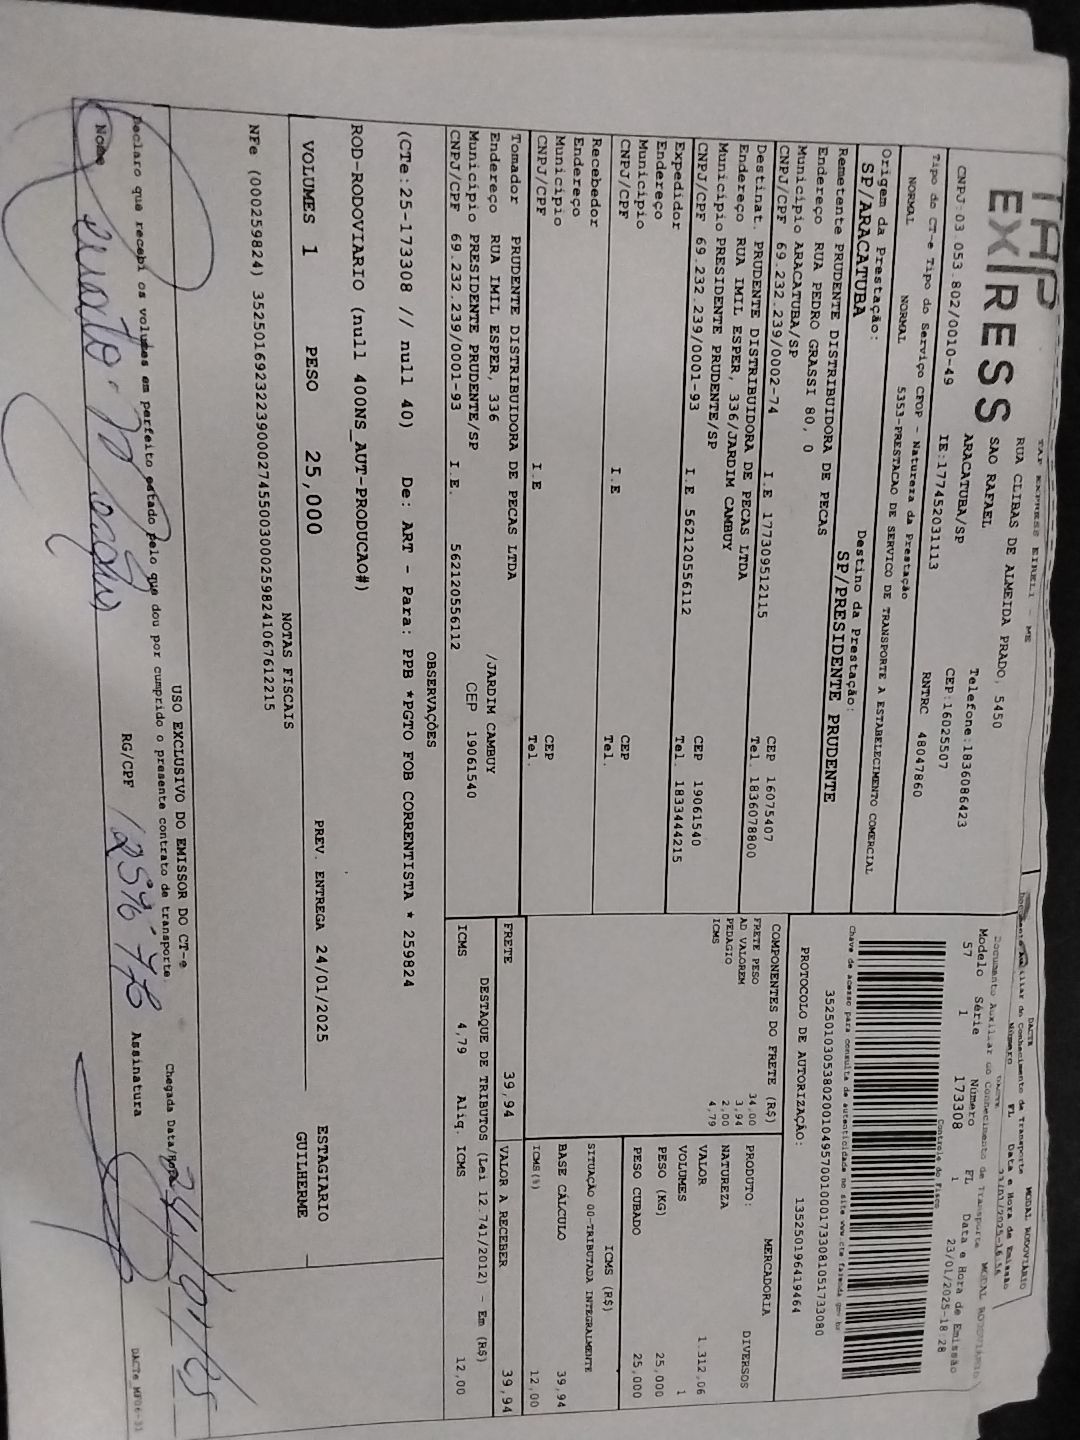 TAP EXPRESS
TAP EXPRESS EIRELI - ME
RUA CLIBAS DE ALMEIDA PRADO, 5450
SAO RAFAEL
ARACATUBA/SP
Telefone:1836086423
CNPJ:03.053.802/0010-49 IE:177452031113 CEP:16025507
Tipo do CT-e Tipo do Serviço CFOP - Natureza da Prestação RNTRC 48047860
NORMAL NORMAL 5353-PRESTACAO DE SERVICO DE TRANSPORTE A ESTABELECIMENTO COMERCIAL
Origem da Prestação: Destino da Prestação:
SP/ARACATUBA SP/PRESIDENTE PRUDENTE
Remetente PRUDENTE DISTRIBUIDORA DE PECAS
Endereço RUA PEDRO GRASSI 80, 0
Município ARACATUBA/SP CEP 16075407
CNPJ/CPF 69.232.239/0002-74 I.E 177309512115 Tel. 1836078800
Destinat. PRUDENTE DISTRIBUIDORA DE PECAS LTDA
Endereço RUA IMIL ESPER, 336/JARDIM CAMBUY
Município PRESIDENTE PRUDENTE/SP CEP 19061540
CNPJ/CPF 69.232.239/0001-93 I.E 562120556112 Tel. 1833444215
Expedidor
Endereço
Município CEP
CNPJ/CPF I.E Tel.
Recebedor
Endereço
Município CEP
CNPJ/CPF I.E Tel.
Tomador PRUDENTE DISTRIBUIDORA DE PECAS LTDA
Endereço RUA IMIL ESPER, 336 /JARDIM CAMBUY
Município PRESIDENTE PRUDENTE/SP CEP 19061540
CNPJ/CPF 69.232.239/0001-93 I.E. 562120556112
DACTE MODAL RODOVIÁRIO
Documento Auxiliar do Conhecimento de Transporte
Modelo Série Número FL Data e Hora de Emissão
57 1 173308 1 23/01/2025-18:28
Controle do Fisco
Chave de acesso para consulta de autenticidade no site www.cte.fazenda.gov.br
35250103053802001049570010001733081051733080
PROTOCOLO DE AUTORIZAÇÃO: 135250196419464
COMPONENTES DO FRETE (R$)
FRETE PESO 34,00
AD VALOREM 3,94
PEDAGIO 2,00
ICMS 4,79
MERCADORIA
PRODUTO: DIVERSOS
NATUREZA
VALOR 1.312,06
VOLUMES 1
PESO (KG) 25,000
PESO CUBADO 25,000
ICMS (R$)
SITUAÇÃO 00-TRIBUTADA INTEGRALMENTE
BASE CÁLCULO 39,94
ICMS(%) 12,00
FRETE 39,94 VALOR A RECEBER 39,94
DESTAQUE DE TRIBUTOS (Lei 12.741/2012) - Em (R$)
ICMS 4,79 Alíq. ICMS 12,00
OBSERVAÇÕES
(CTe:25-173308 // null 40) De: ART - Para: PPB *PGTO FOB CORRENTISTA * 259824
ROD-RODOVIARIO (null 400NS_AUT-PRODUCAO#)
VOLUMES 1 PESO 25,000 PREV. ENTREGA 24/01/2025 ESTAGIARIO GUILHERME
NOTAS FISCAIS
NFe (000259824) 35250169232239000274550030002598241067612215
USO EXCLUSIVO DO EMISSOR DO CT-e
Declaro que recebi os volumes em perfeito estado pelo que dou por cumprido o presente contrato de transporte
Chegada Data/Hora 24/01/25
Nome RG/CPF Assinatura